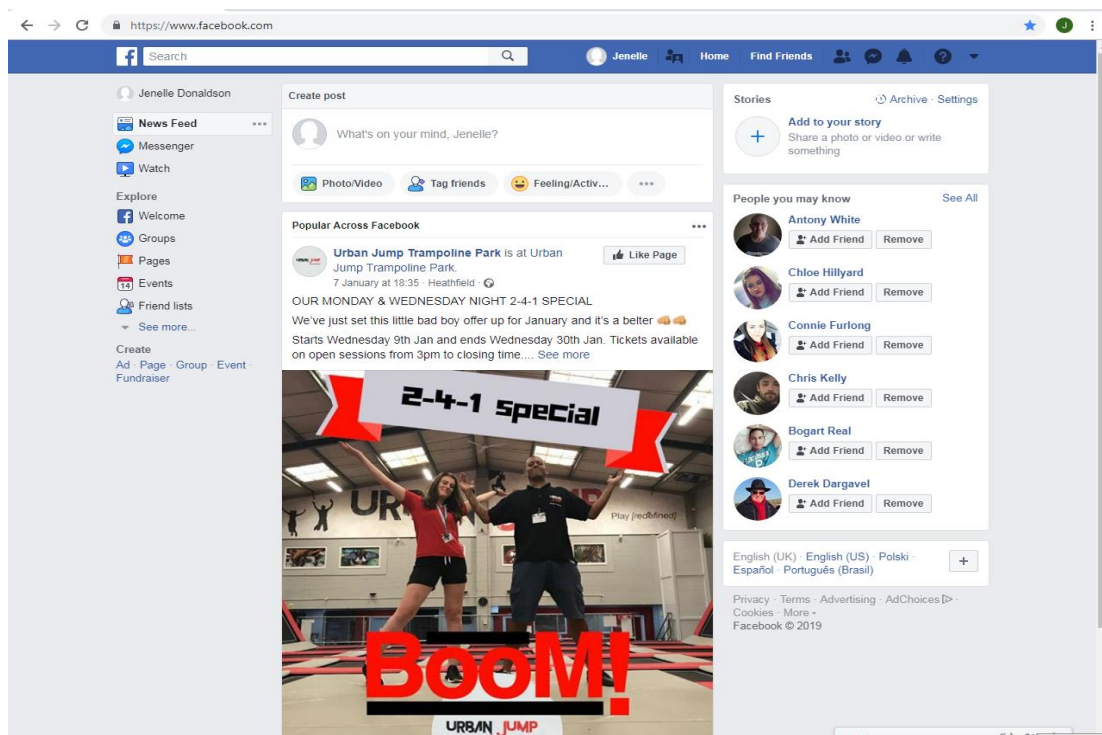 https://www.facebook.com
J
f Search
Jenelle
Home
Find Friends
Jenelle Donaldson
News Feed
Messenger
Watch
Explore
Welcome
Groups
Pages
14 Events
Friend lists
See more...
Create
Ad · Page · Group · Event ·
Fundraiser
Create post
What's on your mind, Jenelle?
Photo/Video
Tag friends
Feeling/Activ...
Popular Across Facebook
Urban Jump Trampoline Park is at Urban
Jump Trampoline Park.
7 January at 18:35 · Heathfield ·
Like Page
OUR MONDAY & WEDNESDAY NIGHT 2-4-1 SPECIAL
We've just set this little bad boy offer up for January and it's a belter 👊👊
Starts Wednesday 9th Jan and ends Wednesday 30th Jan. Tickets available
on open sessions from 3pm to closing time.... See more
2-4-1 special
UR
JUMP
Play [redefined]
BooM!
URBAN JUMP
Stories
Archive · Settings
Add to your story
Share a photo or video or write
something
People you may know
See All
Antony White
Add Friend Remove
Chloe Hillyard
Add Friend Remove
Connie Furlong
Add Friend Remove
Chris Kelly
Add Friend Remove
Bogart Real
Add Friend Remove
Derek Dargavel
Add Friend Remove
English (UK) · English (US) · Polski ·
Español · Português (Brasil)
Privacy · Terms · Advertising · AdChoices ·
Cookies · More
Facebook © 2019